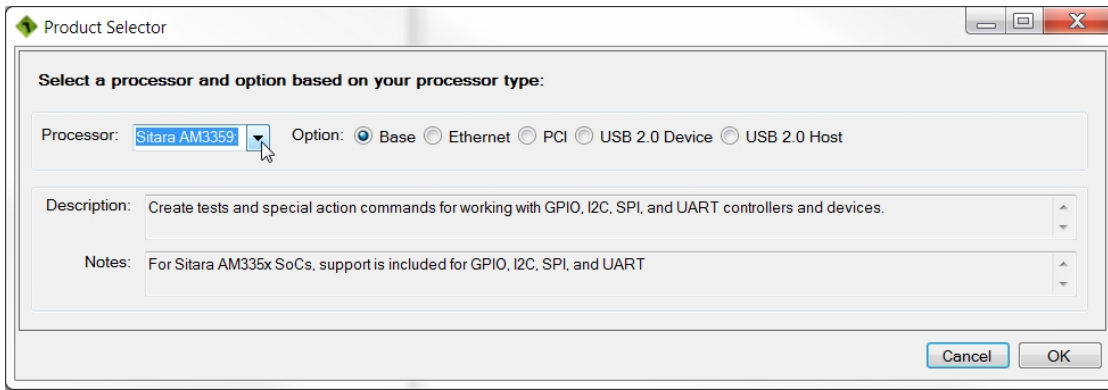 Product Selector
Select a processor and option based on your processor type:
Processor: Sitara AM3359: Option: Base Ethernet PCI USB 2.0 Device USB 2.0 Host
Description: Create tests and special action commands for working with GPIO, I2C, SPI, and UART controllers and devices.
Notes: For Sitara AM335x SoCs, support is included for GPIO, I2C, SPI, and UART
Cancel OK